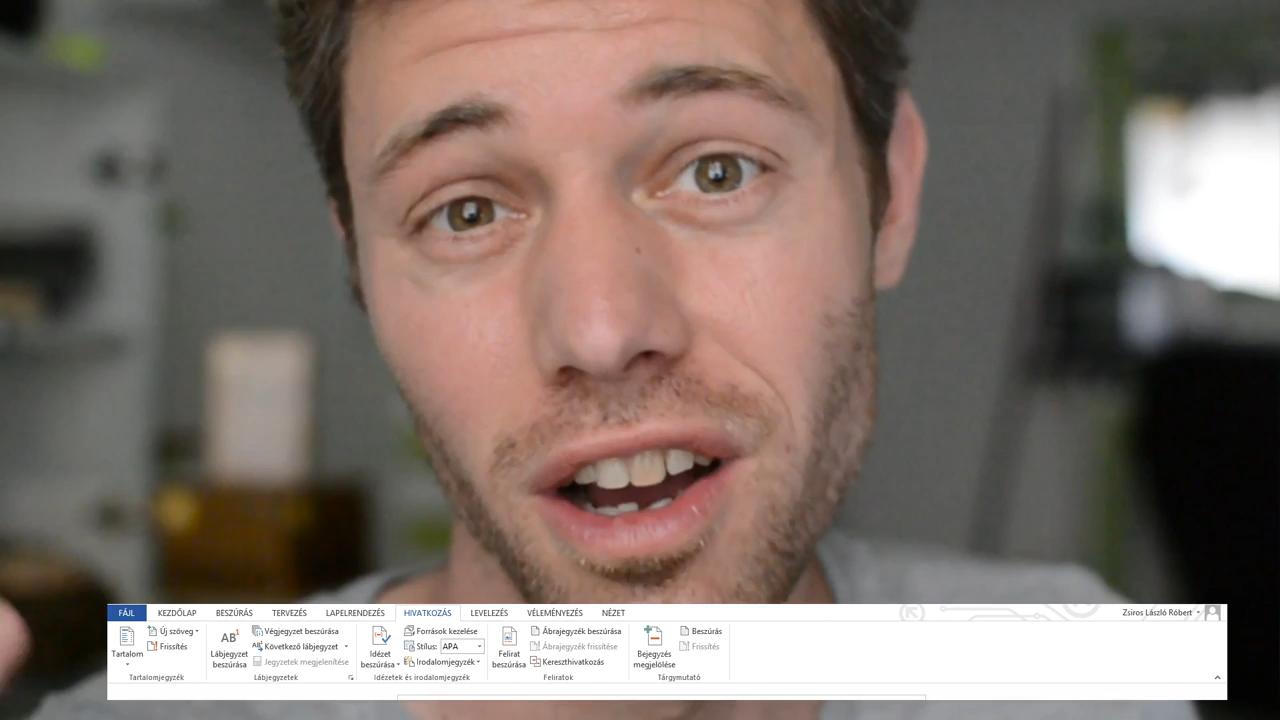 FÁJL KEZDŐLAP BESZÚRÁS TERVEZÉS LAPELRENDEZÉS HIVATKOZÁS LEVELEZÉS VÉLEMÉNYEZÉS NÉZET Zsiros László Róbert
Tartalom
Új szöveg
Frissítés
Tartalomjegyzék
AB¹
Lábjegyzet
beszúrása
Végjegyzet beszúrása
Következő lábjegyzet
Jegyzetek megjelenítése
Lábjegyzetek
Idézet
beszúrása
Források kezelése
Stílus: APA
Irodalomjegyzék
Idézetek és irodalomjegyzék
Felirat
beszúrása
Ábrajegyzék beszúrása
Ábrajegyzék frissítése
Kereszthivatkozás
Feliratok
Bejegyzés
megjelölése
Beszúrás
Frissítés
Tárgymutató